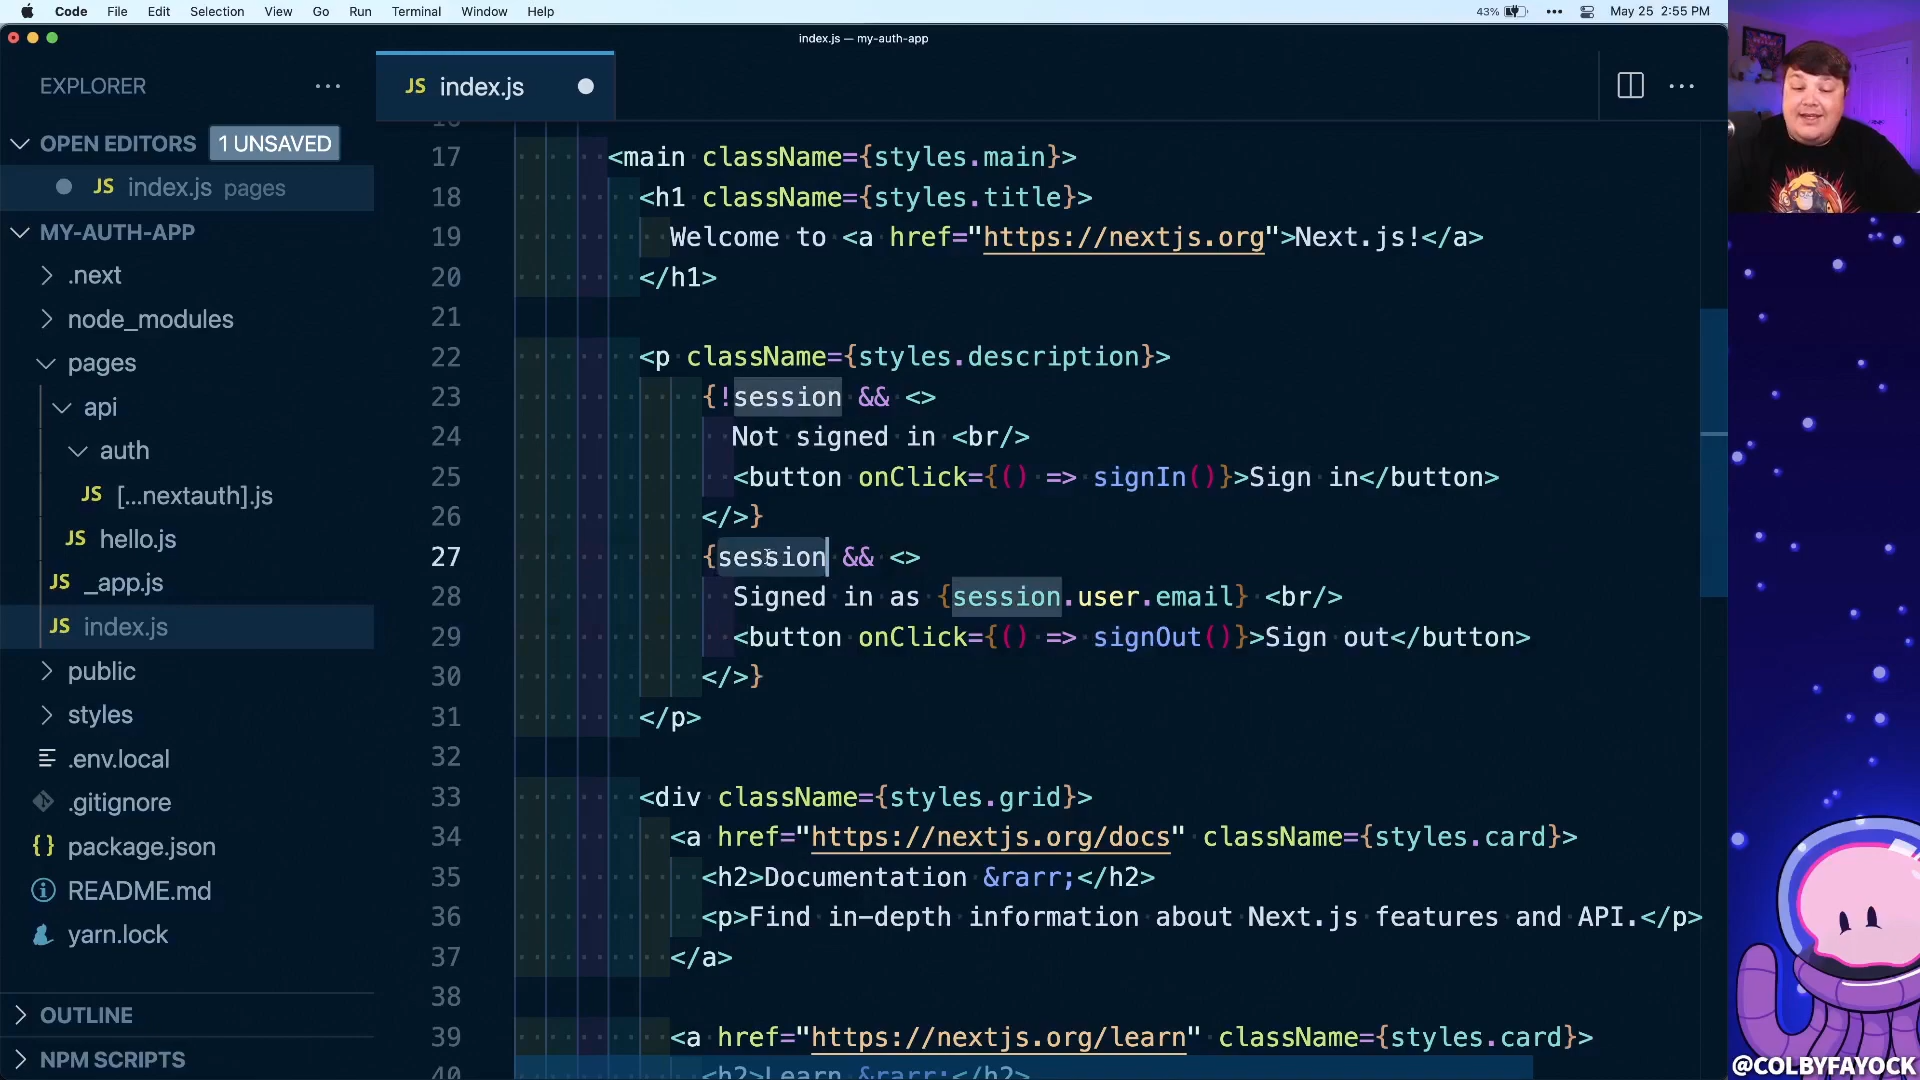 Code File Edit Selection View Go Run Terminal Window Help 43% May 25 2:55 PM
index.js — my-auth-app
EXPLORER
OPEN EDITORS 1 UNSAVED
JS index.js pages
MY-AUTH-APP
.next
node_modules
pages
api
auth
JS [...nextauth].js
JS hello.js
JS _app.js
JS index.js
public
styles
.env.local
.gitignore
{} package.json
README.md
yarn.lock
OUTLINE
NPM SCRIPTS
JS index.js
16
17 <main className={styles.main}>
18 <h1 className={styles.title}>
19 Welcome to <a href="https://nextjs.org">Next.js!</a>
20 </h1>
21
22 <p className={styles.description}>
23 {!session && <>
24 Not signed in <br/>
25 <button onClick={() => signIn()}>Sign in</button>
26 </>}
27 {session && <>
28 Signed in as {session.user.email} <br/>
29 <button onClick={() => signOut()}>Sign out</button>
30 </>}
31 </p>
32
33 <div className={styles.grid}>
34 <a href="https://nextjs.org/docs" className={styles.card}>
35 <h2>Documentation &rarr;</h2>
36 <p>Find in-depth information about Next.js features and API.</p>
37 </a>
38
39 <a href="https://nextjs.org/learn" className={styles.card}>
40 <h2>Learn &rarr;</h2>
@COLBYFAYOCK